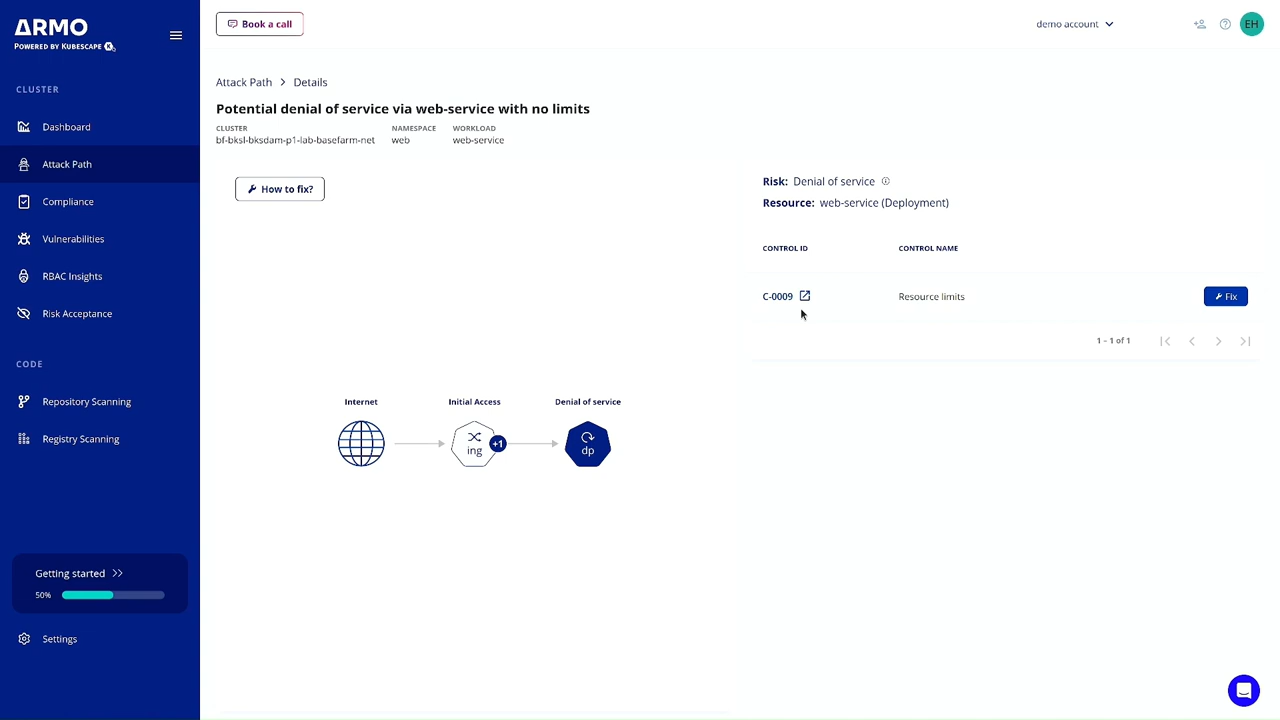 ARMO
POWERED BY KUBESCAPE
CLUSTER
Dashboard
Attack Path
Compliance
Vulnerabilities
RBAC Insights
Risk Acceptance
CODE
Repository Scanning
Registry Scanning
Getting started
50%
Settings
Book a call
demo account
EH
Attack Path > Details
Potential denial of service via web-service with no limits
CLUSTER NAMESPACE WORKLOAD
bf-bksl-bksdam-p1-lab-basefarm-net web web-service
How to fix?
Internet Initial Access Denial of service
ing +1 dp
Risk: Denial of service
Resource: web-service (Deployment)
CONTROL ID CONTROL NAME
C-0009 Resource limits Fix
1 – 1 of 1